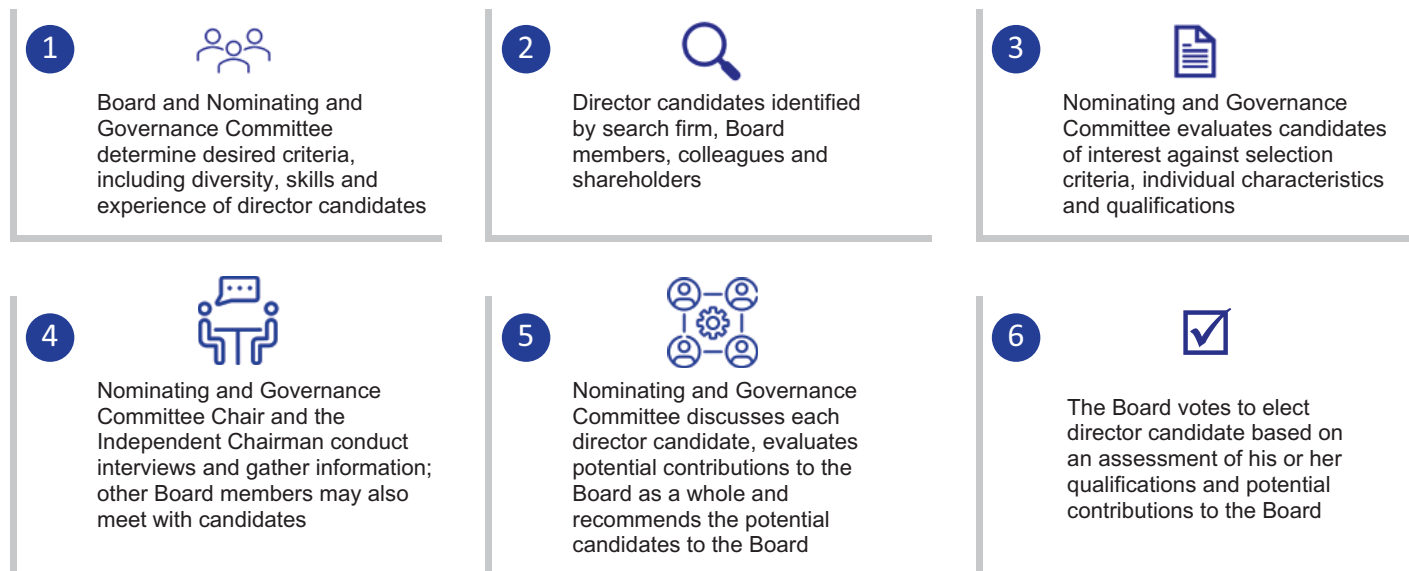 1
Board and Nominating and
Governance Committee
determine desired criteria,
including diversity, skills and
experience of director candidates
2
Director candidates identified
by search firm, Board
members, colleagues and
shareholders
3
Nominating and Governance
Committee evaluates candidates
of interest against selection
criteria, individual characteristics
and qualifications
4
Nominating and Governance
Committee Chair and the
Independent Chairman conduct
interviews and gather information;
other Board members may also
meet with candidates
5
Nominating and Governance
Committee discusses each
director candidate, evaluates
potential contributions to the
Board as a whole and
recommends the potential
candidates to the Board
6
The Board votes to elect
director candidate based on
an assessment of his or her
qualifications and potential
contributions to the Board